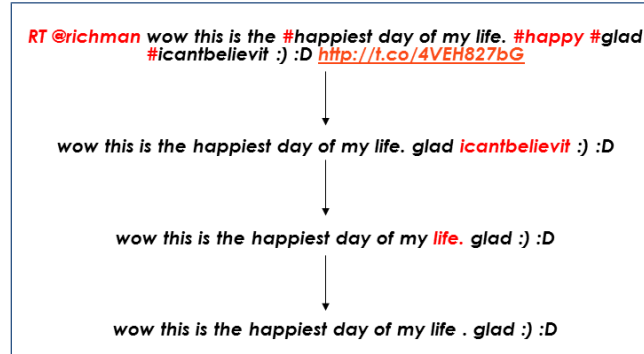 RT @richman wow this is the #happiest day of my life. #happy #glad
#icantbelievit :) :D http://t.co/4VEH827bG
wow this is the happiest day of my life. glad icantbelievit :) :D
wow this is the happiest day of my life. glad :) :D
wow this is the happiest day of my life . glad :) :D